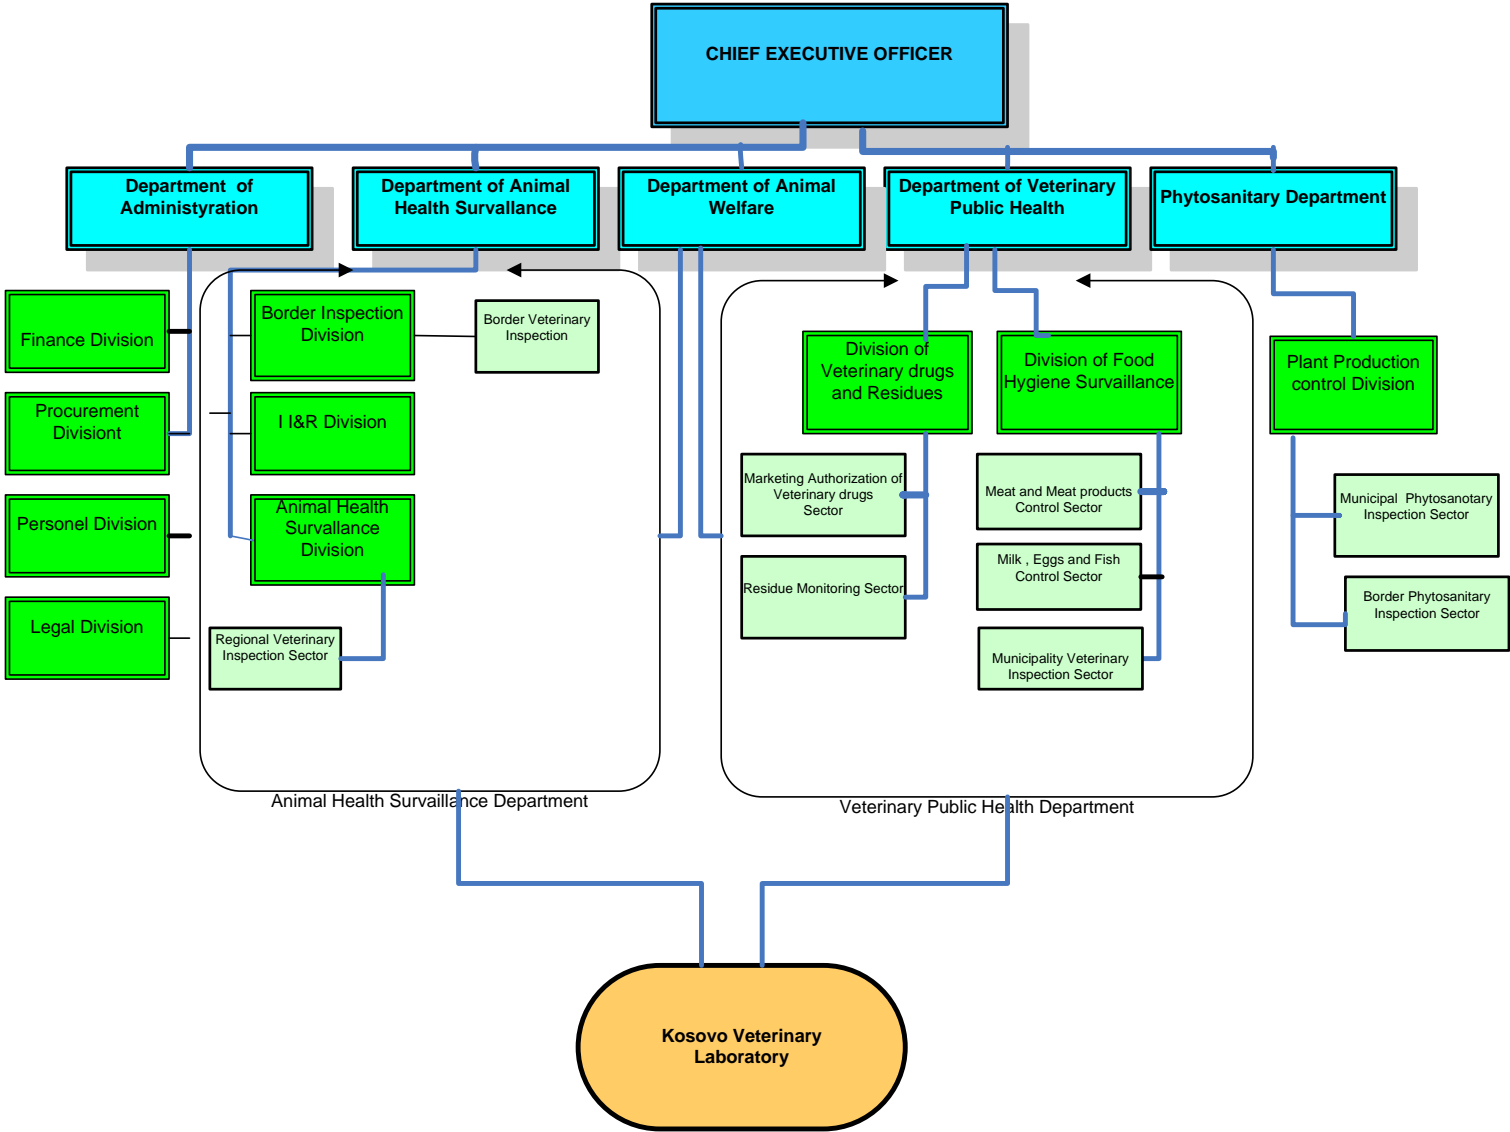 CHIEF EXECUTIVE OFFICER
Department of
Administyration
Department of Animal
Health Survallance
Department of Animal
Welfare
Department of Veterinary
Public Health
Phytosanitary Department
Finance Division
Procurement
Divisiont
Personel Division
Legal Division
Border Inspection
Division
Border Veterinary
Inspection
I I&R Division
Animal Health
Survallance
Division
Regional Veterinary
Inspection Sector
Division of
Veterinary drugs
and Residues
Division of Food
Hygiene Survaillance
Marketing Authorization of
Veterinary drugs
Sector
Residue Monitoring Sector
Meat and Meat products
Control Sector
Milk , Eggs and Fish
Control Sector
Municipality Veterinary
Inspection Sector
Plant Production
control Division
Municipal Phytosanotary
Inspection Sector
Border Phytosanitary
Inspection Sector
Animal Health Survaillance Department
Veterinary Public Health Department
Kosovo Veterinary
Laboratory